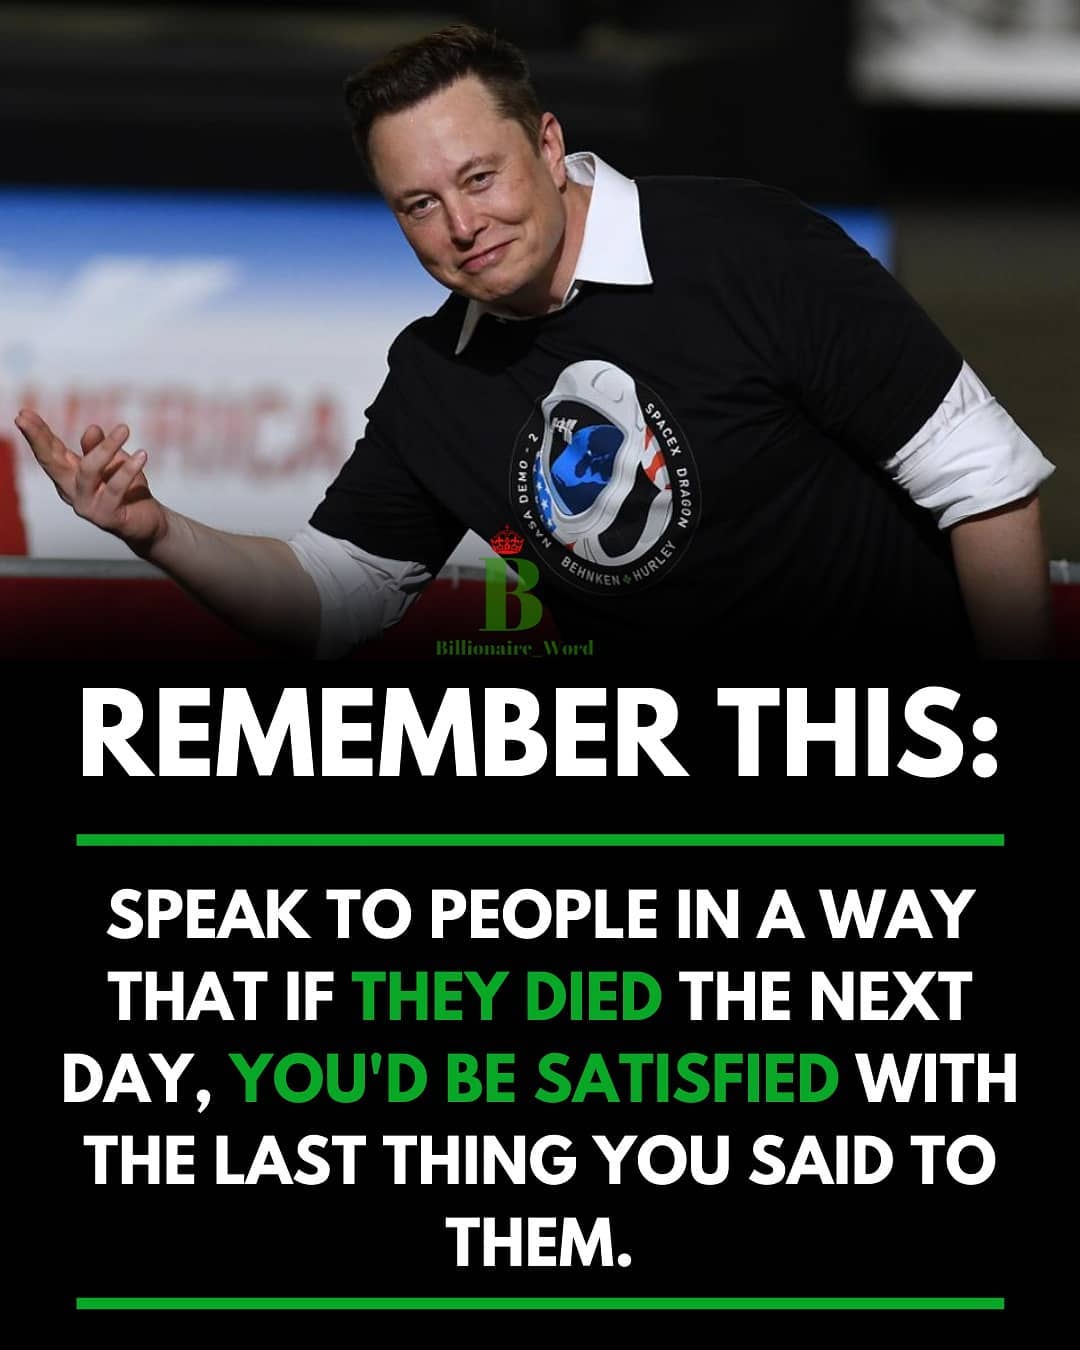 AMERICA
NASA DEMO - 2
SPACEX DRAGON
BEHNKEN HURLEY
B
Billionaire_Word
REMEMBER THIS:
SPEAK TO PEOPLE IN A WAY
THAT IF THEY DIED THE NEXT
DAY, YOU'D BE SATISFIED WITH
THE LAST THING YOU SAID TO
THEM.